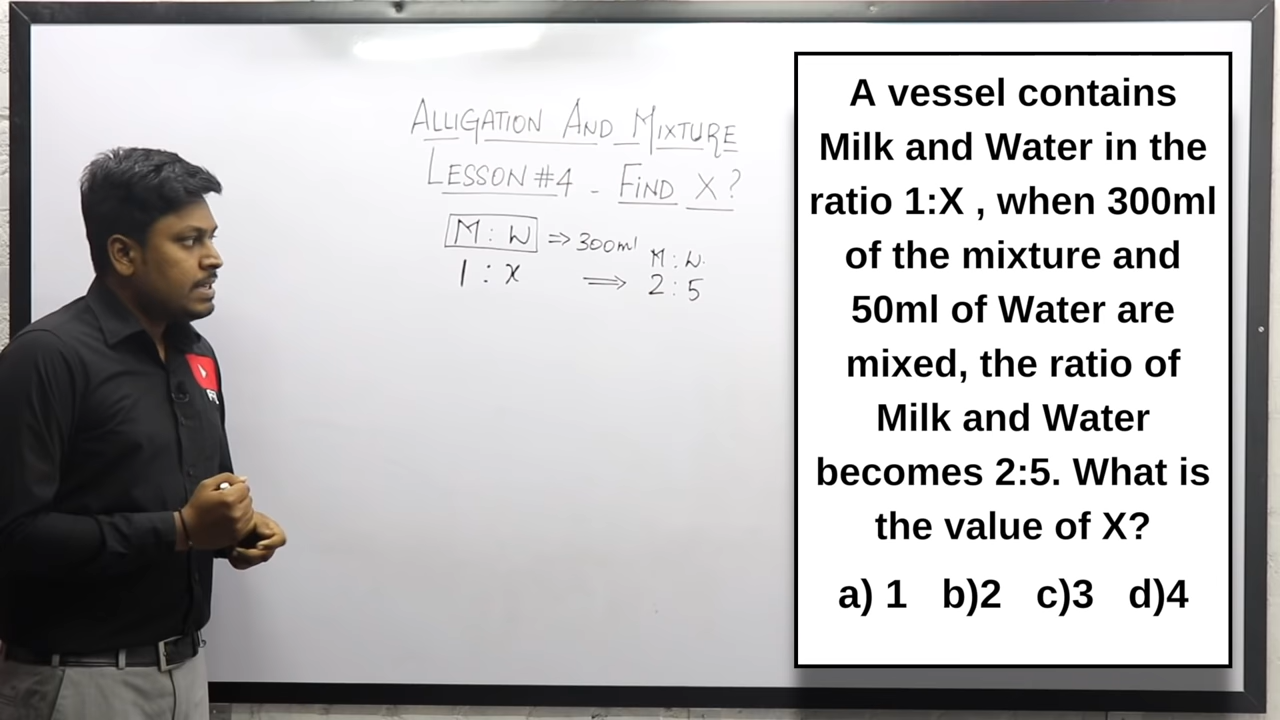 ALLIGATION AND MIXTURE
LESSON #4 - FIND X?
M : W ⇒ 300ml
M : W.
1 : x ⇒ 2 : 5
A vessel contains
Milk and Water in the
ratio 1:X , when 300ml
of the mixture and
50ml of Water are
mixed, the ratio of
Milk and Water
becomes 2:5. What is
the value of X?
a) 1 b)2 c)3 d)4